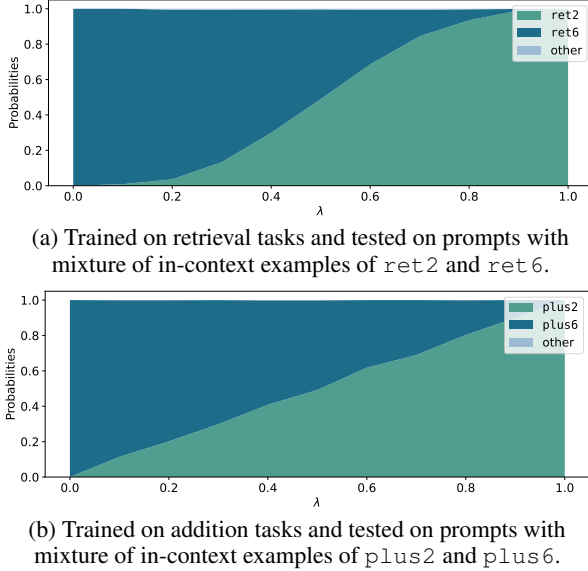 1.0
0.8
0.6
0.4
0.2
0.0
Probabilities
ret2
ret6
other
0.0 0.2 0.4 0.6 0.8 1.0
λ
(a) Trained on retrieval tasks and tested on prompts with
mixture of in-context examples of ret2 and ret6.
1.0
0.8
0.6
0.4
0.2
0.0
Probabilities
plus2
plus6
other
0.0 0.2 0.4 0.6 0.8 1.0
λ
(b) Trained on addition tasks and tested on prompts with
mixture of in-context examples of plus2 and plus6.